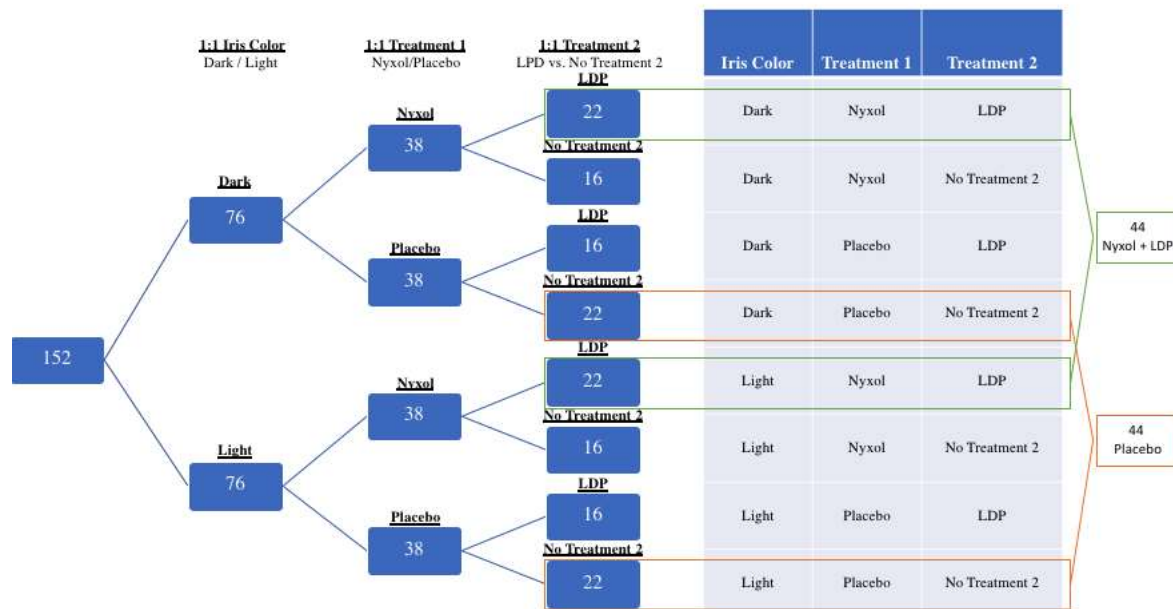 1:1 Iris Color
Dark / Light
1:1 Treatment 1
Nyxol/Placebo
1:1 Treatment 2
LPD vs. No Treatment 2
Iris Color Treatment 1 Treatment 2
152
Dark
76
Light
76
Nyxol
38
Placebo
38
Nyxol
38
Placebo
38
LDP
22
No Treatment 2
16
LDP
16
No Treatment 2
22
LDP
22
No Treatment 2
16
LDP
16
No Treatment 2
22
Dark Nyxol LDP
Dark Nyxol No Treatment 2
Dark Placebo LDP
Dark Placebo No Treatment 2
Light Nyxol LDP
Light Nyxol No Treatment 2
Light Placebo LDP
Light Placebo No Treatment 2
44
Nyxol + LDP
44
Placebo